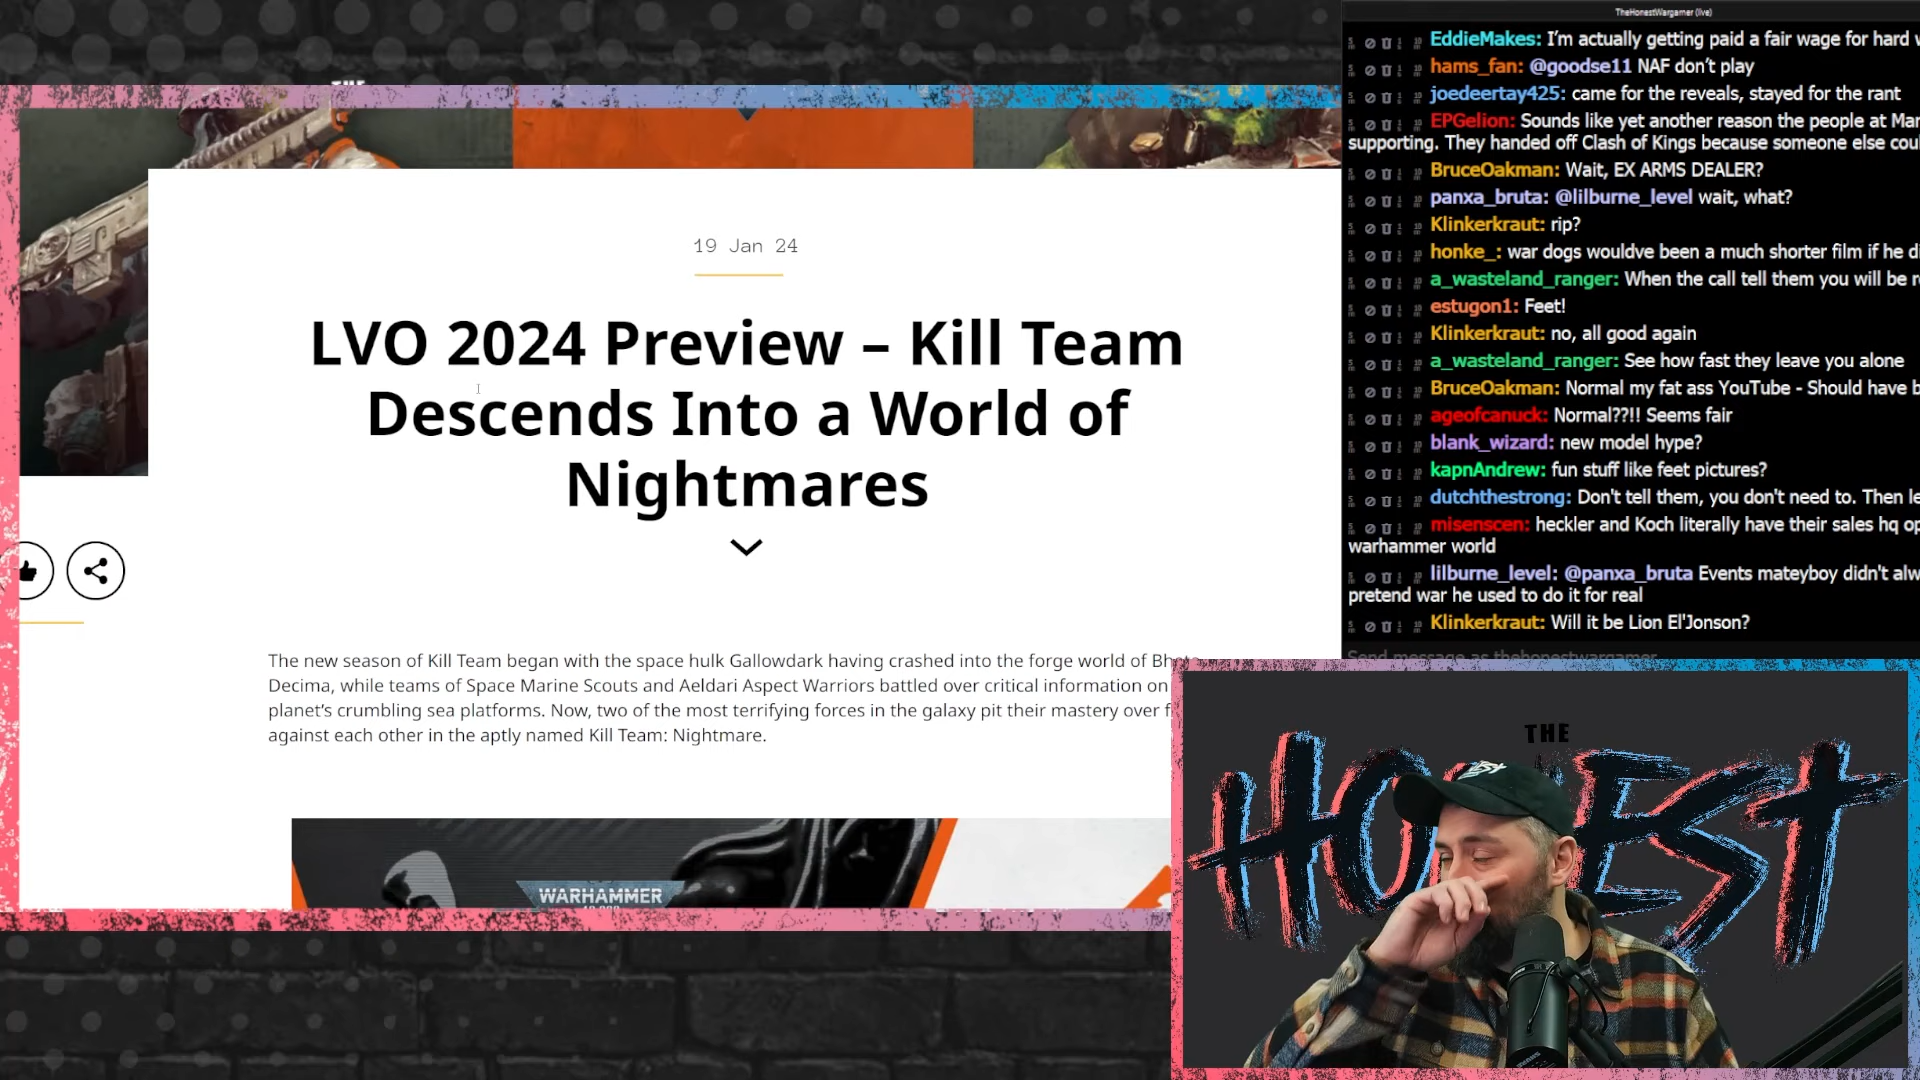 THE
19 Jan 24
LVO 2024 Preview – Kill Team
Descends Into a World of
Nightmares
The new season of Kill Team began with the space hulk Gallowdark having crashed into the forge world of
Decima, while teams of Space Marine Scouts and Aeldari Aspect Warriors battled over critical information on
planet's crumbling sea platforms. Now, two of the most terrifying forces in the galaxy pit their mastery over
against each other in the aptly named Kill Team: Nightmare.
WARHAMMER
TheHonestWargamer (live)
EddieMakes: I'm actually getting paid a fair wage for hard
hams_fan: @goodse11 NAF don't play
joedeertay425: came for the reveals, stayed for the rant
EPGelion: Sounds like yet another reason the people at
supporting. They handed off Clash of Kings because someone else
BruceOakman: Wait, EX ARMS DEALER?
panxa_bruta: @lilburne_level wait, what?
Klinkerkraut: rip?
honke_: war dogs wouldve been a much shorter film if he
a_wasteland_ranger: When the call tell them you will be
estugon1: Feet!
Klinkerkraut: no, all good again
a_wasteland_ranger: See how fast they leave you alone
BruceOakman: Normal my fat ass YouTube - Should have
ageofcanuck: Normal??!! Seems fair
blank_wizard: new model hype?
kapnAndrew: fun stuff like feet pictures?
dutchthestrong: Don't tell them, you don't need to. Then
misenscen: heckler and Koch literally have their sales hq
warhammer world
lilburne_level: @panxa_bruta Events mateyboy didn't
pretend war he used to do it for real
Klinkerkraut: Will it be Lion El'Jonson?
Send message as thehonestwargamer
THE
HONEST